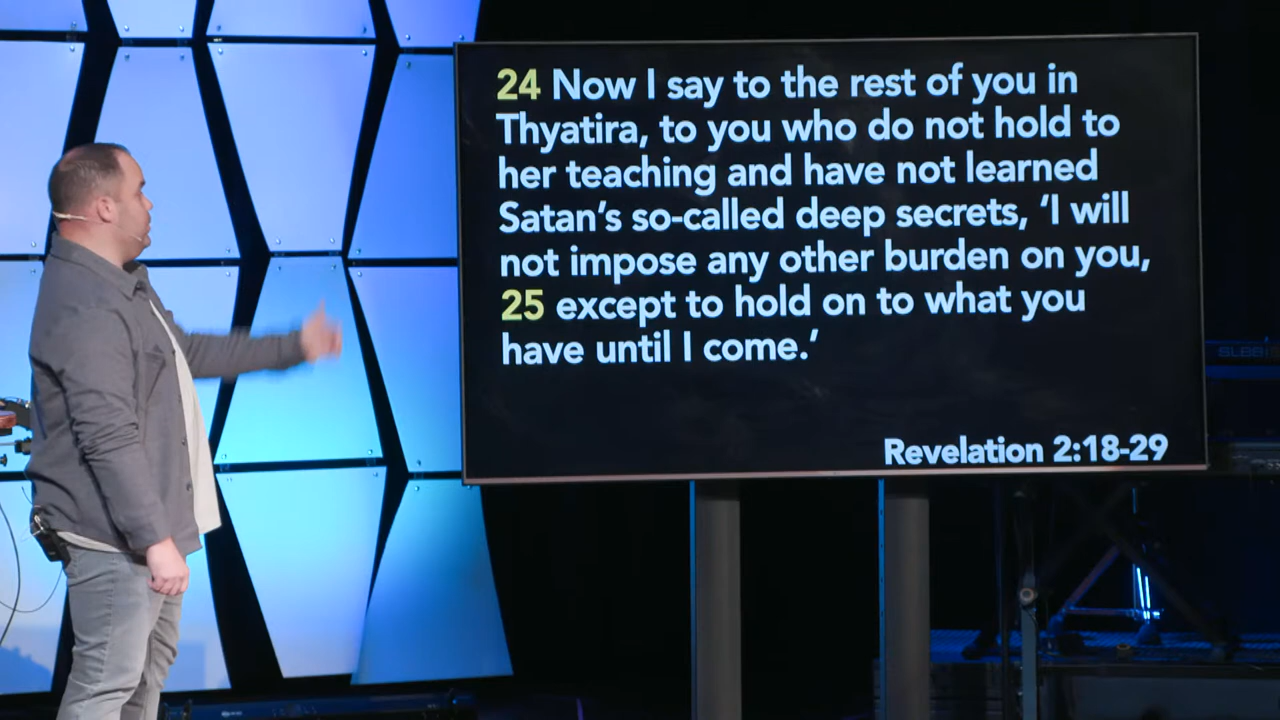 24 Now I say to the rest of you in
Thyatira, to you who do not hold to
her teaching and have not learned
Satan's so-called deep secrets, 'I will
not impose any other burden on you,
25 except to hold on to what you
have until I come.'
Revelation 2:18-29